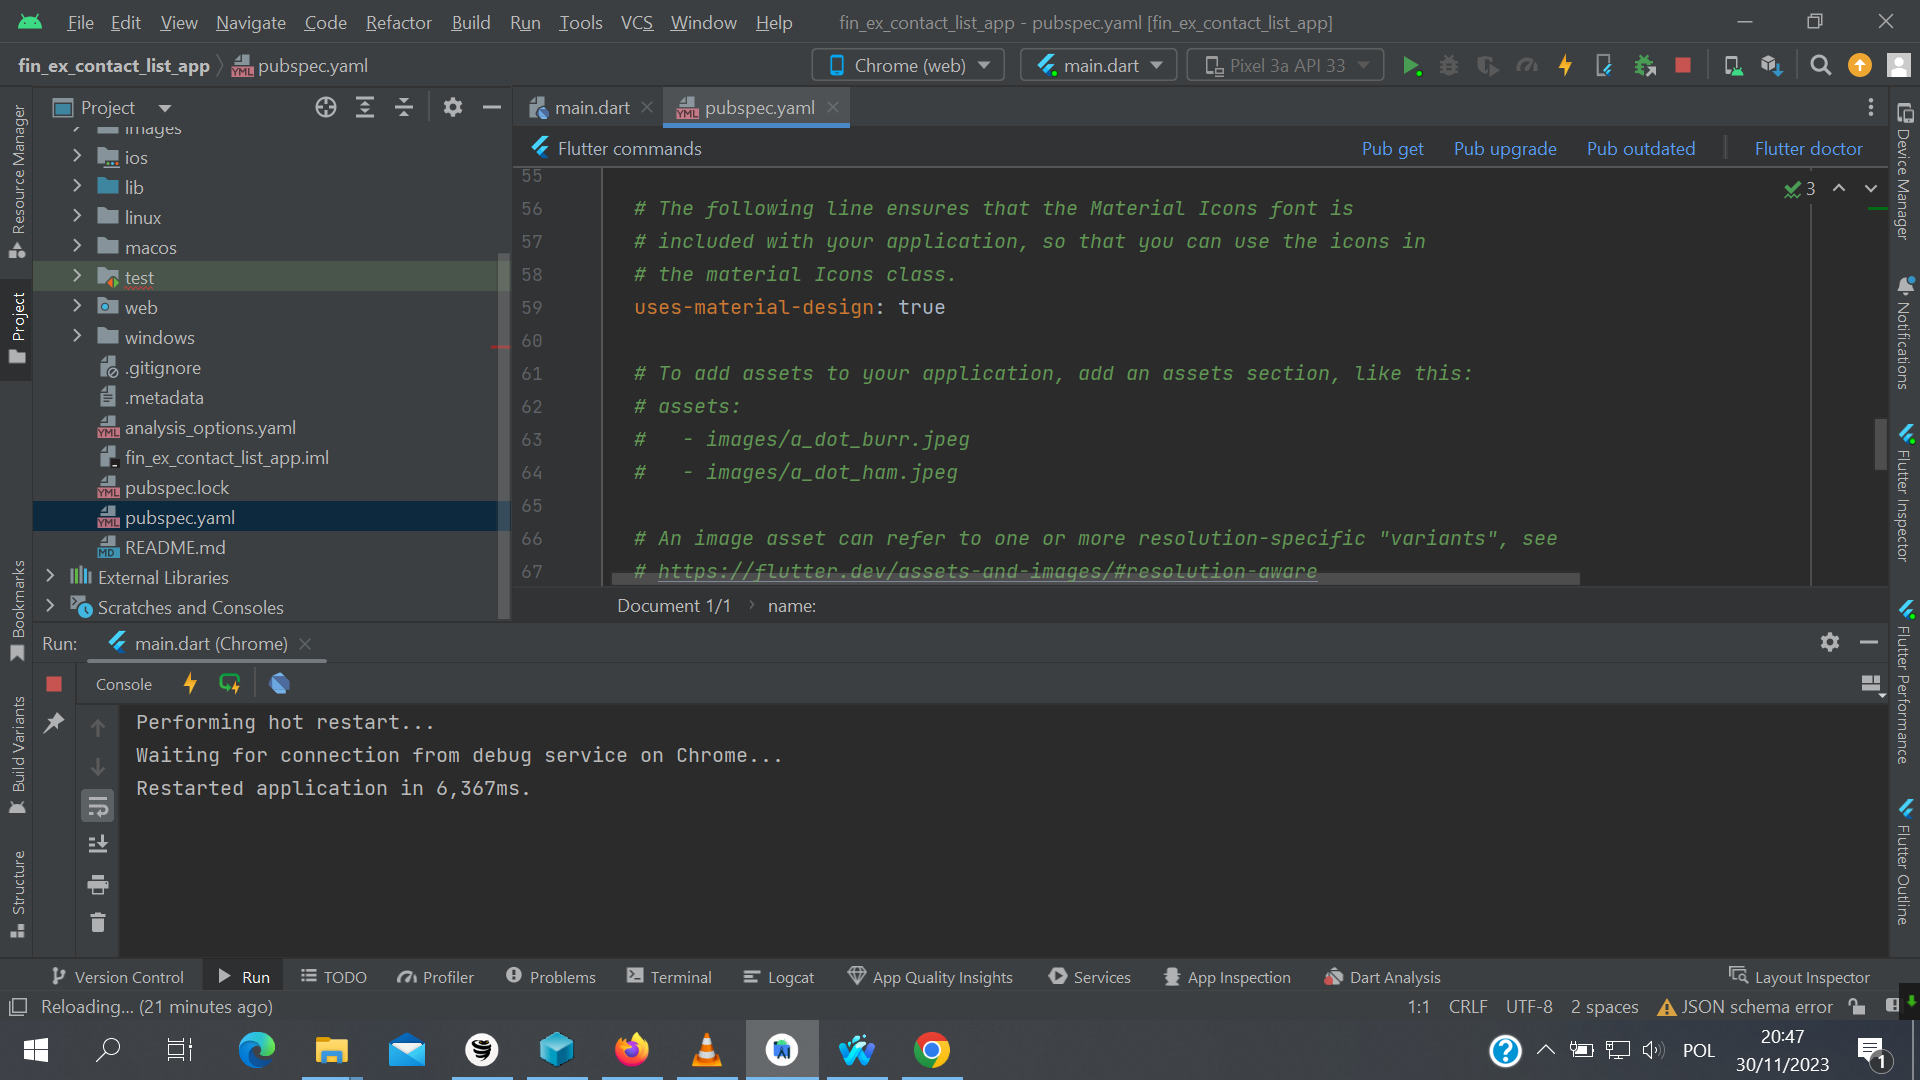 File Edit View Navigate Code Refactor Build Run Tools VCS Window Help fin_ex_contact_list_app - pubspec.yaml [fin_ex_contact_list_app]
fin_ex_contact_list_app pubspec.yaml Chrome (web) main.dart Pixel 3a API 33
Resource Manager
Project
Bookmarks
Build Variants
Structure
Project
images
ios
lib
linux
macos
test
web
windows
.gitignore
.metadata
YML analysis_options.yaml
fin_ex_contact_list_app.iml
YML pubspec.lock
YML pubspec.yaml
MD README.md
External Libraries
Scratches and Consoles
main.dart YML pubspec.yaml
Flutter commands Pub get Pub upgrade Pub outdated Flutter doctor
3
55
56 # The following line ensures that the Material Icons font is
57 # included with your application, so that you can use the icons in
58 # the material Icons class.
59 uses-material-design: true
60
61 # To add assets to your application, add an assets section, like this:
62 # assets:
63 #   - images/a_dot_burr.jpeg
64 #   - images/a_dot_ham.jpeg
65
66 # An image asset can refer to one or more resolution-specific "variants", see
67 # https://flutter.dev/assets-and-images/#resolution-aware
Document 1/1 name:
Device Manager
Notifications
Flutter Inspector
Flutter Performance
Flutter Outline
Run: main.dart (Chrome)
Console
Performing hot restart...
Waiting for connection from debug service on Chrome...
Restarted application in 6,367ms.
Version Control Run TODO Profiler Problems Terminal Logcat App Quality Insights Services App Inspection Dart Analysis Layout Inspector
Reloading... (21 minutes ago) 1:1 CRLF UTF-8 2 spaces JSON schema error
POL 20:47
30/11/2023 1